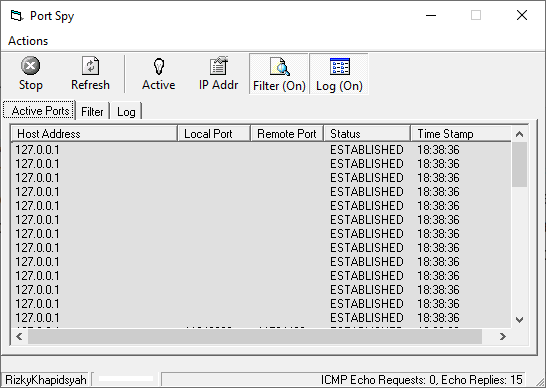 Port Spy
Actions
Stop Refresh Active IP Addr Filter (On) Log (On)
Active Ports Filter Log
Host Address Local Port Remote Port Status Time Stamp
127.0.0.1 ESTABLISHED 18:38:36
127.0.0.1 ESTABLISHED 18:38:36
127.0.0.1 ESTABLISHED 18:38:36
127.0.0.1 ESTABLISHED 18:38:36
127.0.0.1 ESTABLISHED 18:38:36
127.0.0.1 ESTABLISHED 18:38:36
127.0.0.1 ESTABLISHED 18:38:36
127.0.0.1 ESTABLISHED 18:38:36
127.0.0.1 ESTABLISHED 18:38:36
127.0.0.1 ESTABLISHED 18:38:36
127.0.0.1 ESTABLISHED 18:38:36
127.0.0.1 ESTABLISHED 18:38:36
127.0.0.1 ESTABLISHED 18:38:36
RizkyKhapidsyah ICMP Echo Requests: 0, Echo Replies: 15